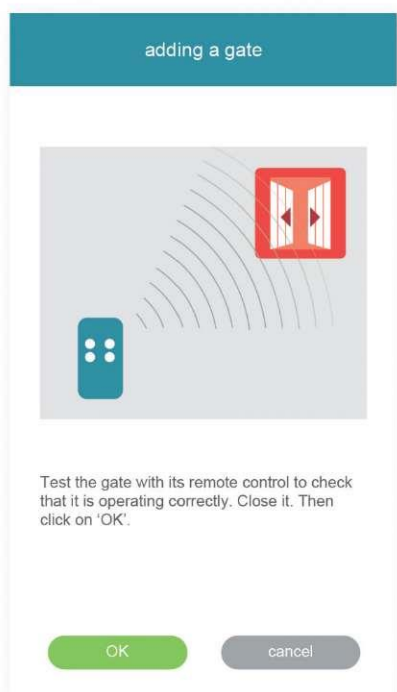 adding a gate
Test the gate with its remote control to check
that it is operating correctly. Close it. Then
click on ‘OK’.
OK
cancel